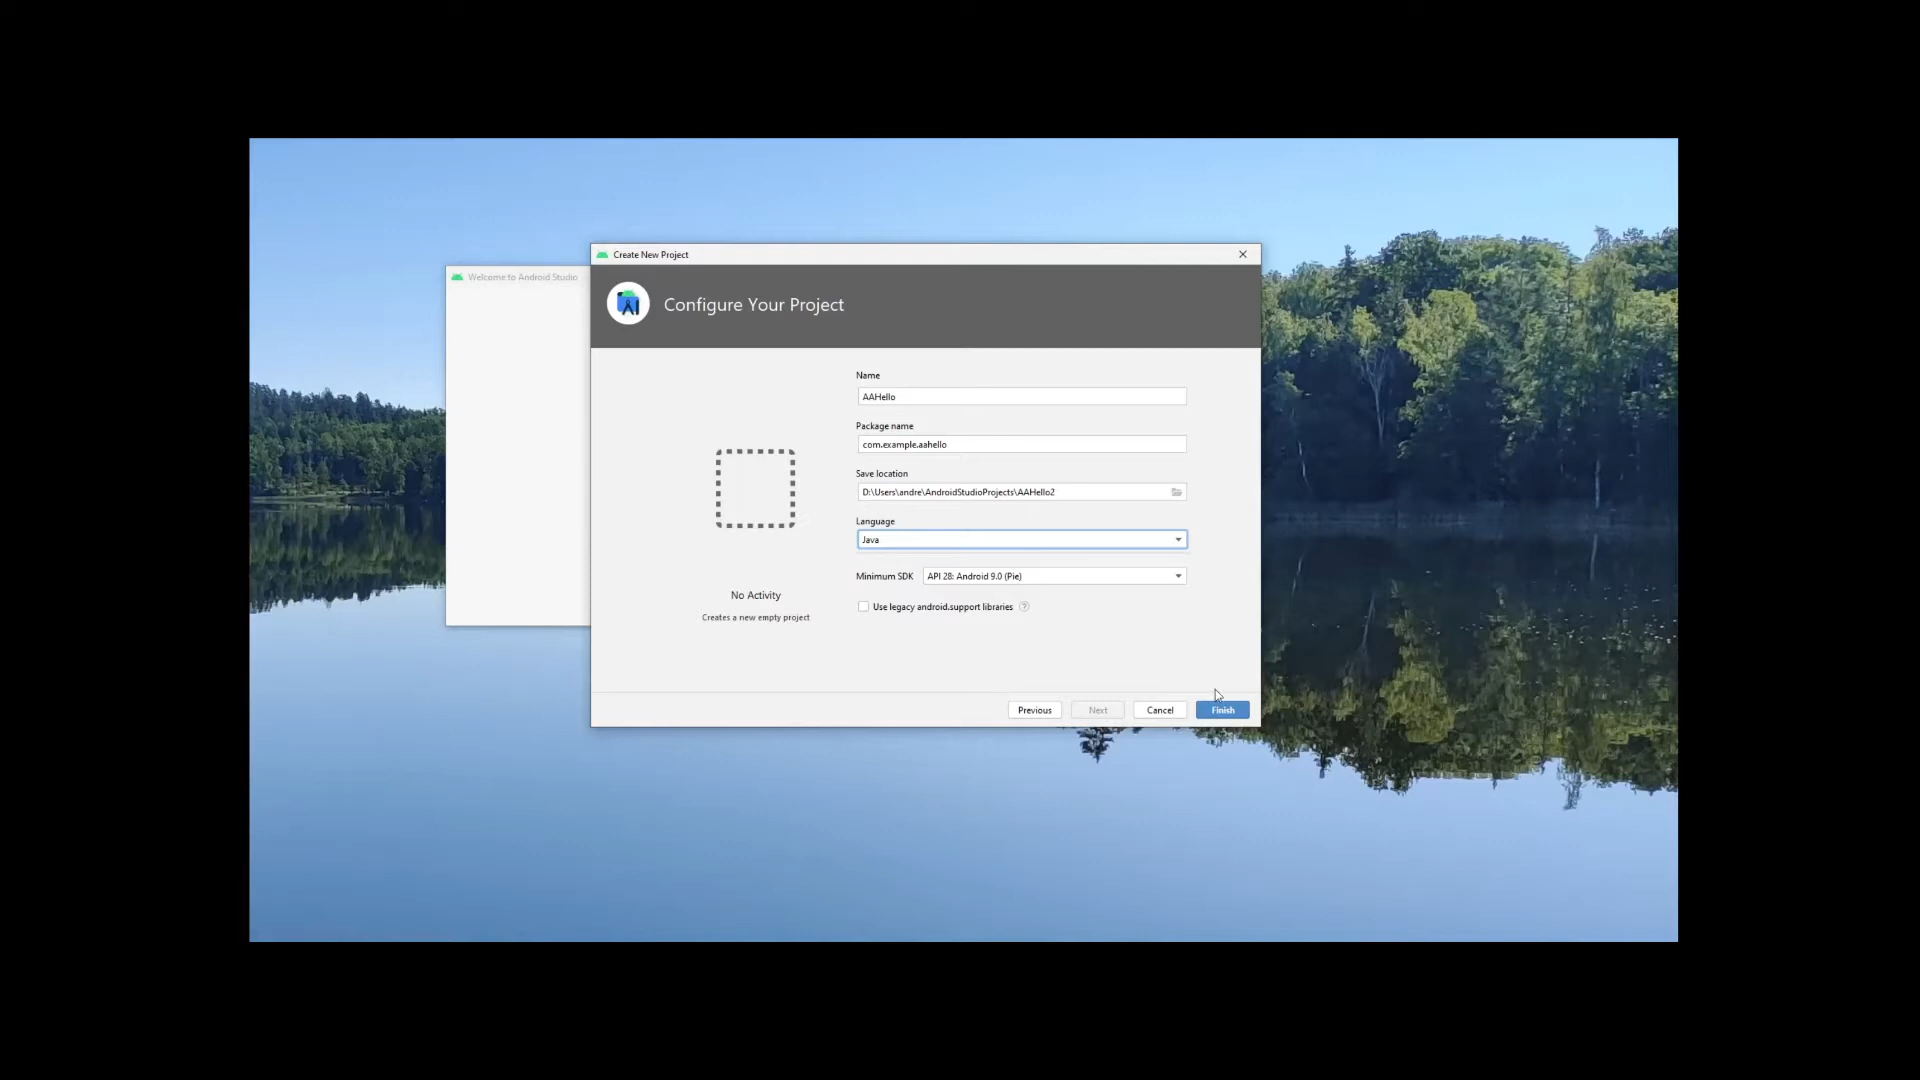 Create New Project
Welcome to Android Studio
Configure Your Project
Name
AAHello
Package name
com.example.aahello
Save location
D:\Users\andre\AndroidStudioProjects\AAHello2
Language
Java
Minimum SDK
API 28: Android 9.0 (Pie)
No Activity
Use legacy android.support libraries ?
Creates a new empty project
Previous
Next
Cancel
Finish